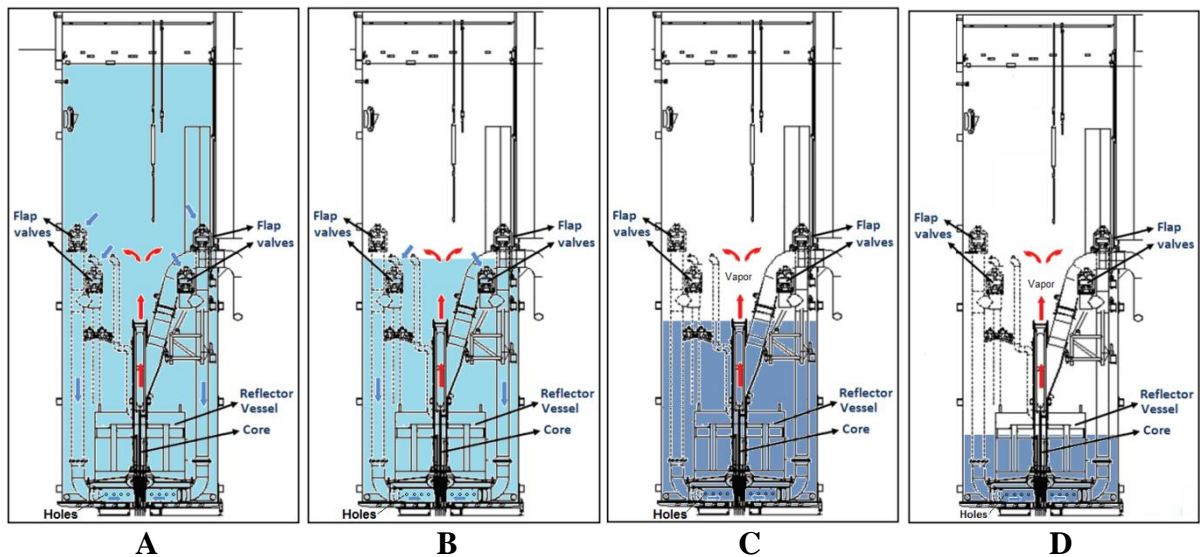 Flap
valves
Flap
valves
Reflector
Vessel
Core
Holes
A
Flap
valves
Flap
valves
Reflector
Vessel
Core
Holes
B
Flap
valves
Flap
valves
Vapor
Reflector
Vessel
Core
Holes
C
Flap
valves
Flap
valves
Vapor
Reflector
Vessel
Core
Holes
D